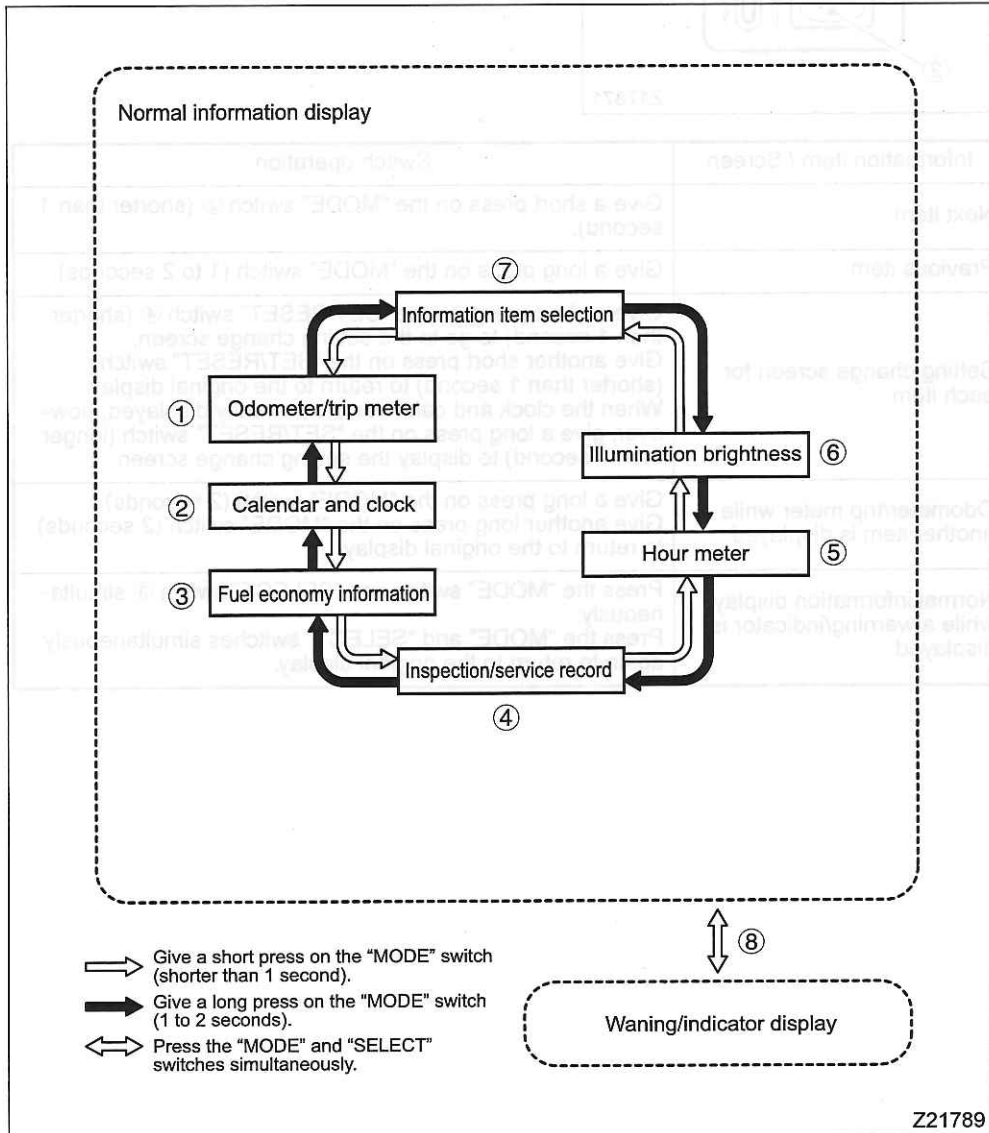 Normal information display
⑦
Information item selection
① Odometer/trip meter
Illumination brightness ⑥
② Calendar and clock
Hour meter ⑤
③ Fuel economy information
Inspection/service record
④
⑧
Give a short press on the “MODE” switch
(shorter than 1 second).
Give a long press on the “MODE” switch
(1 to 2 seconds).
Press the “MODE” and “SELECT”
switches simultaneously.
Waning/indicator display
Z21789